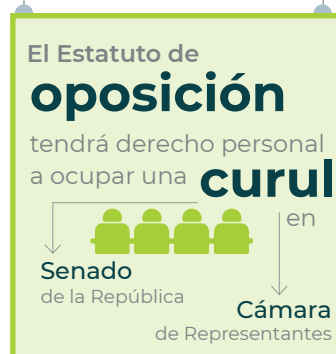 El Estatuto de
oposición
tendrá derecho personal
a ocupar una curul
en
Senado
de la República
Cámara
de Representantes